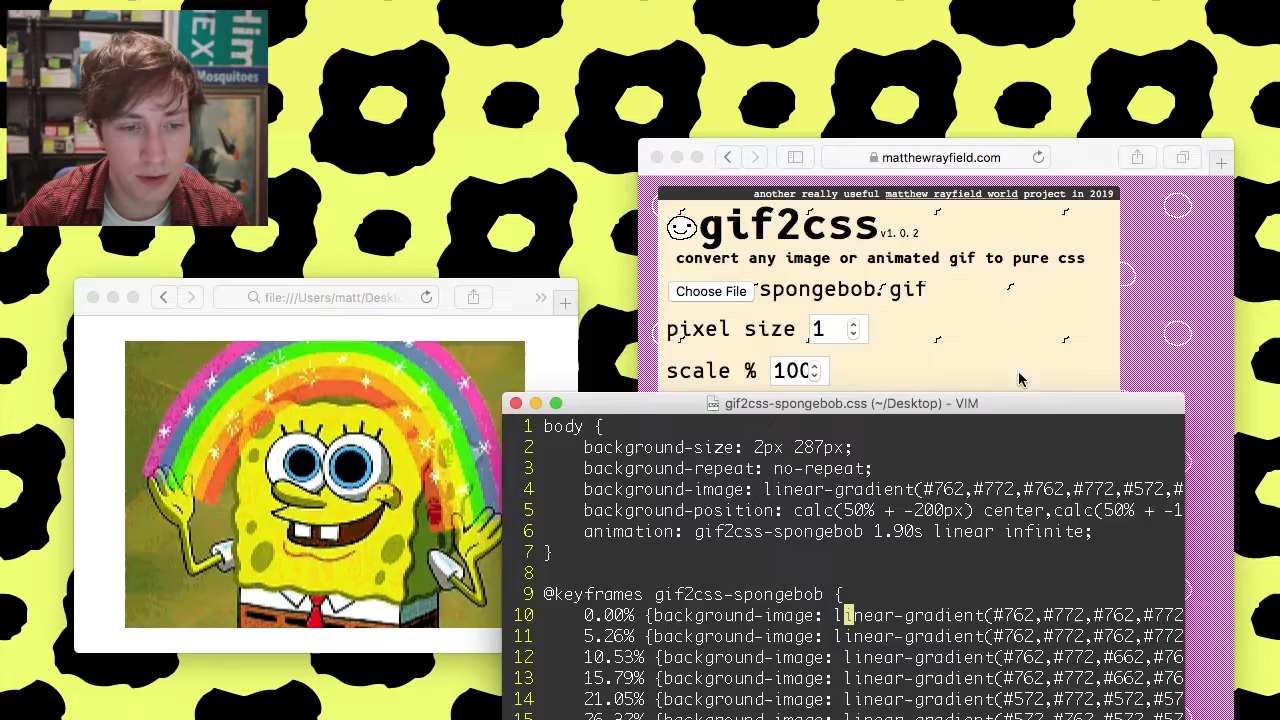 Him
EX
Mosquitoes
matthewrayfield.com
another really useful matthew rayfield world project in 2019
gif2css v1.0.2
convert any image or animated gif to pure css
Choose File spongebob.gif
pixel size 1
scale % 100
file:///Users/matt/Deskt
gif2css-spongebob.css (~/Desktop) - VIM
1 body {
2 background-size: 2px 287px;
3 background-repeat: no-repeat;
4 background-image: linear-gradient(#762,#772,#762,#772,#572,#
5 background-position: calc(50% + -200px) center,calc(50% + -1
6 animation: gif2css-spongebob 1.90s linear infinite;
7 }
8
9 @keyframes gif2css-spongebob {
10 0.00% {background-image: linear-gradient(#762,#772,#762,#772
11 5.26% {background-image: linear-gradient(#762,#772,#762,#772
12 10.53% {background-image: linear-gradient(#762,#772,#662,#76
13 15.79% {background-image: linear-gradient(#762,#772,#662,#76
14 21.05% {background-image: linear-gradient(#572,#772,#572,#57